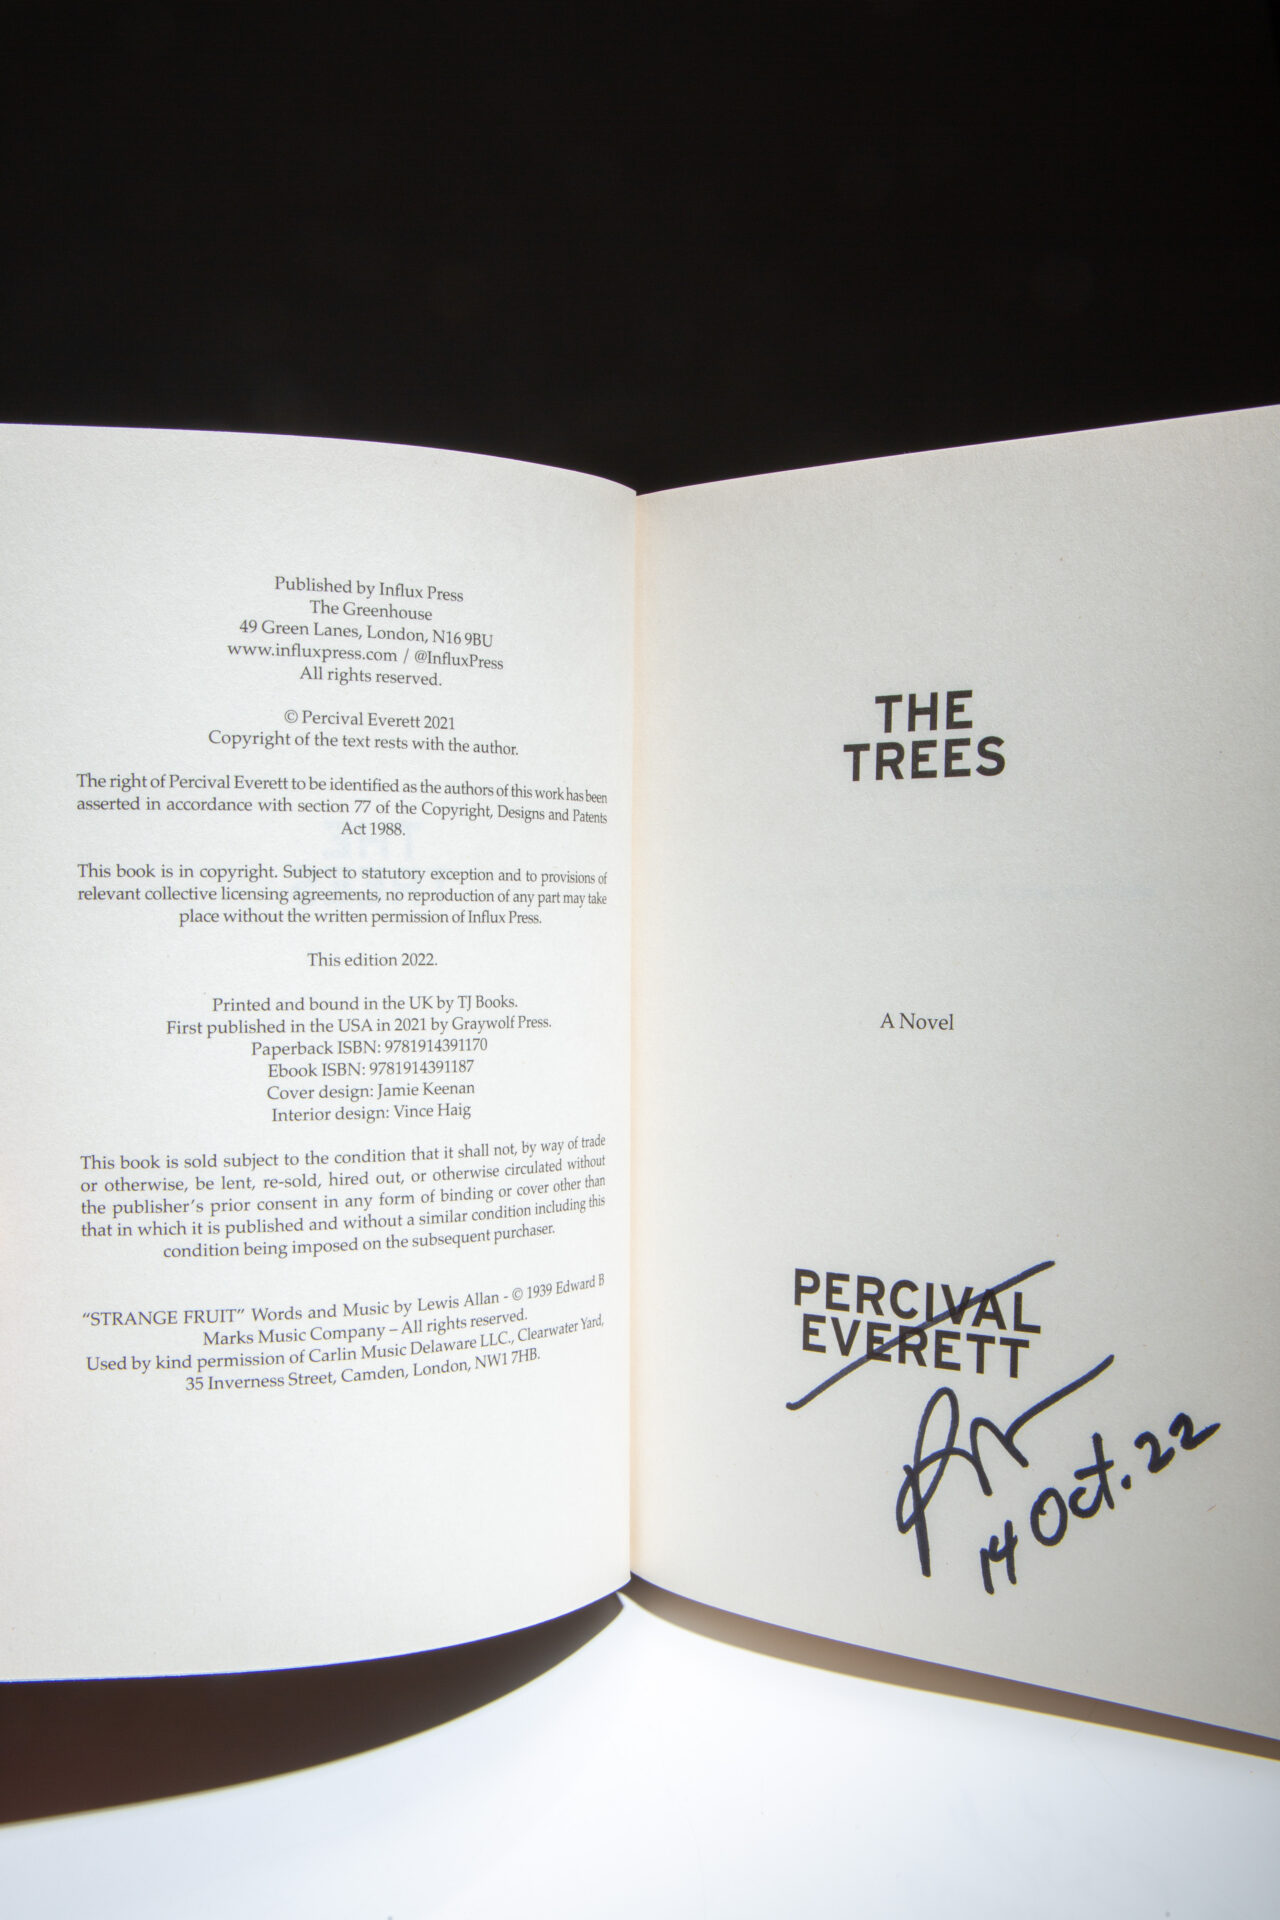 Published by Influx Press
The Greenhouse
49 Green Lanes, London, N16 9BU
www.influxpress.com / @InfluxPress
All rights reserved.
© Percival Everett 2021
Copyright of the text rests with the author.
The right of Percival Everett to be identified as the authors of this work has been
asserted in accordance with section 77 of the Copyright, Designs and Patents
Act 1988.
This book is in copyright. Subject to statutory exception and to provisions of
relevant collective licensing agreements, no reproduction of any part may take
place without the written permission of Influx Press.
This edition 2022.
Printed and bound in the UK by TJ Books.
First published in the USA in 2021 by Graywolf Press.
Paperback ISBN: 9781914391170
Ebook ISBN: 9781914391187
Cover design: Jamie Keenan
Interior design: Vince Haig
This book is sold subject to the condition that it shall not, by way of trade
or otherwise, be lent, re-sold, hired out, or otherwise circulated without
the publisher's prior consent in any form of binding or cover other than
that in which it is published and without a similar condition including this
condition being imposed on the subsequent purchaser.
"STRANGE FRUIT" Words and Music by Lewis Allan - © 1939 Edward B
Marks Music Company – All rights reserved.
Used by kind permission of Carlin Music Delaware LLC., Clearwater Yard,
35 Inverness Street, Camden, London, NW1 7HB.
THE
TREES
A Novel
PERCIVAL
EVERETT
14 Oct. 22